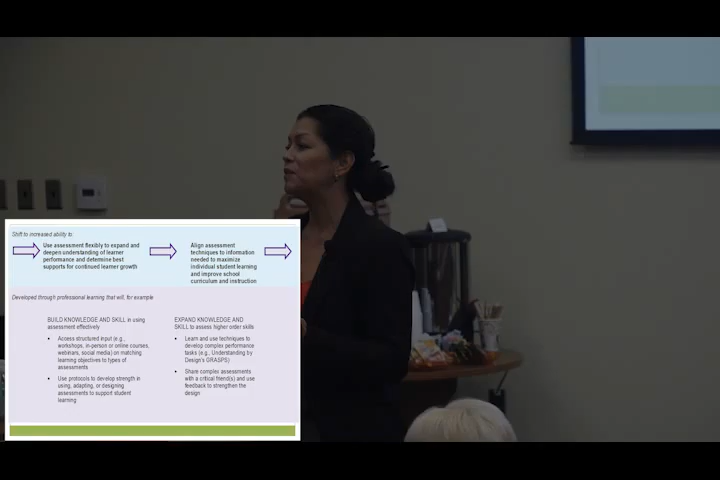 Shift to increased ability to:
Use assessment flexibly to expand and
deepen understanding of learner
performance and determine best
supports for continued learner growth
Align assessment
techniques to information
needed to maximize
individual student learning
and improve school
curriculum and instruction
Developed through professional learning that will, for example
BUILD KNOWLEDGE AND SKILL in using
assessment effectively
• Access structured input (e.g.,
workshops, in-person or online courses,
webinars, social media) on matching
learning objectives to types of
assessments
• Use protocols to develop strength in
using, adapting, or designing
assessments to support student
learning
EXPAND KNOWLEDGE AND
SKILL to assess higher order skills
• Learn and use techniques to
develop complex performance
tasks (e.g., Understanding by
Design's GRASPS)
• Share complex assessments
with a critical friend(s) and use
feedback to strengthen the
design